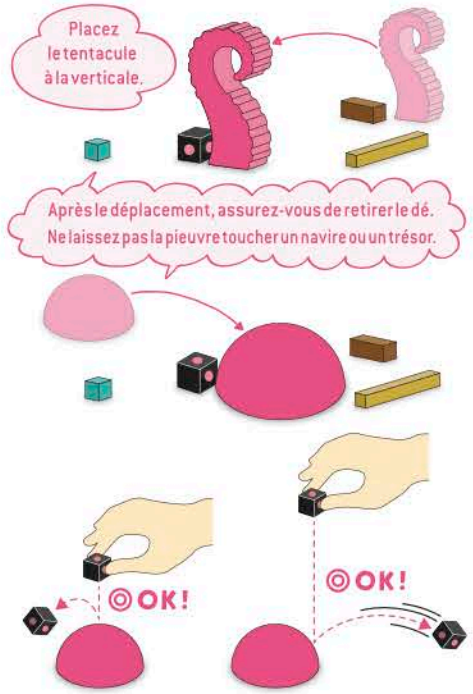 Placez
le tentacule
à la verticale.
Après le déplacement, assurez-vous de retirer le dé.
Ne laissez pas la pieuvre toucher un navire ou un trésor.
OK!
OK!